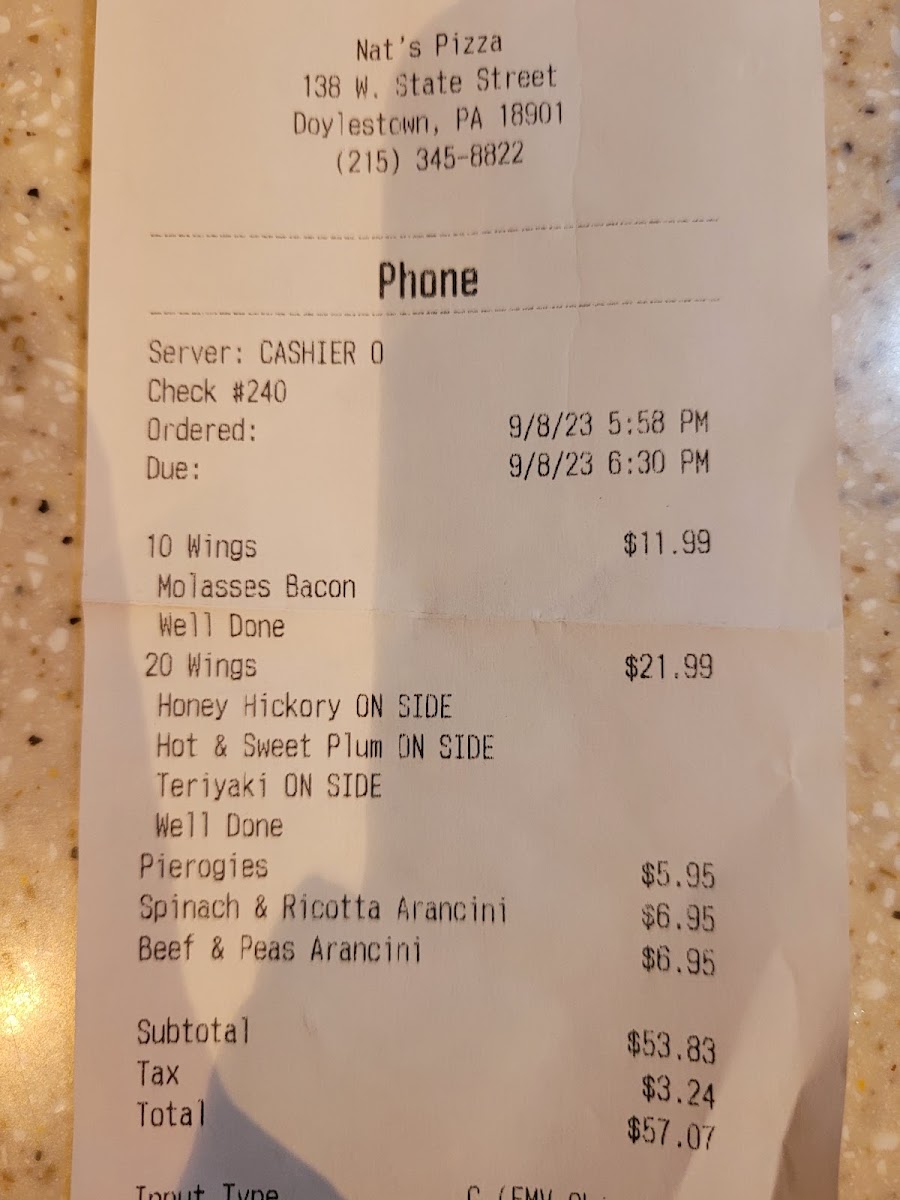 Nat's Pizza
138 W. State Street
Doylestown, PA 18901
(215) 345-8822
Phone
Server: CASHIER O
Check #240
Ordered: 9/8/23 5:58 PM
Due: 9/8/23 6:30 PM
10 Wings $11.99
Molasses Bacon
Well Done
20 Wings $21.99
Honey Hickory ON SIDE
Hot & Sweet Plum ON SIDE
Teriyaki ON SIDE
Well Done
Pierogies $5.95
Spinach & Ricotta Arancini $6.95
Beef & Peas Arancini $6.95
Subtotal $53.83
Tax $3.24
Total $57.07
Input Type C (EMV